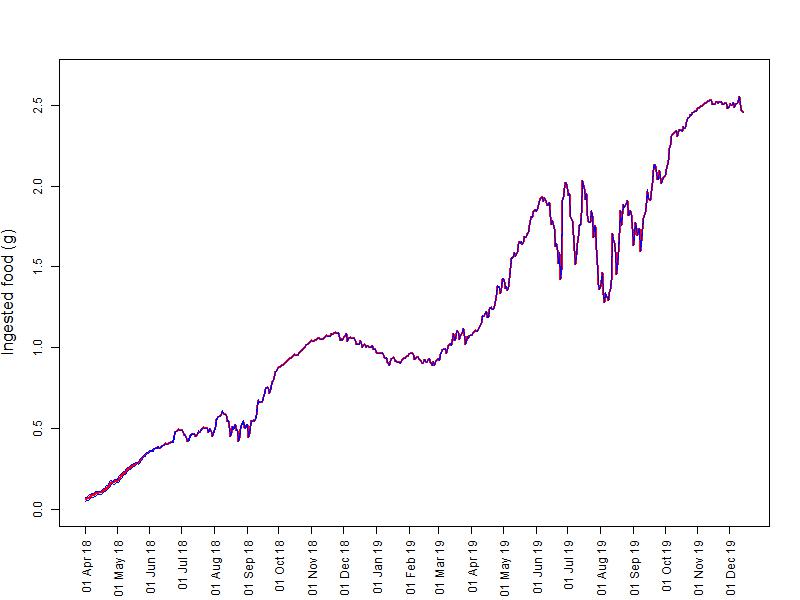 Ingested food (g)
2.5
2.0
1.5
1.0
0.5
0.0
01 Apr 18
01 May 18
01 Jun 18
01 Jul 18
01 Aug 18
01 Sep 18
01 Oct 18
01 Nov 18
01 Dec 18
01 Jan 19
01 Feb 19
01 Mar 19
01 Apr 19
01 May 19
01 Jun 19
01 Jul 19
01 Aug 19
01 Sep 19
01 Oct 19
01 Nov 19
01 Dec 19